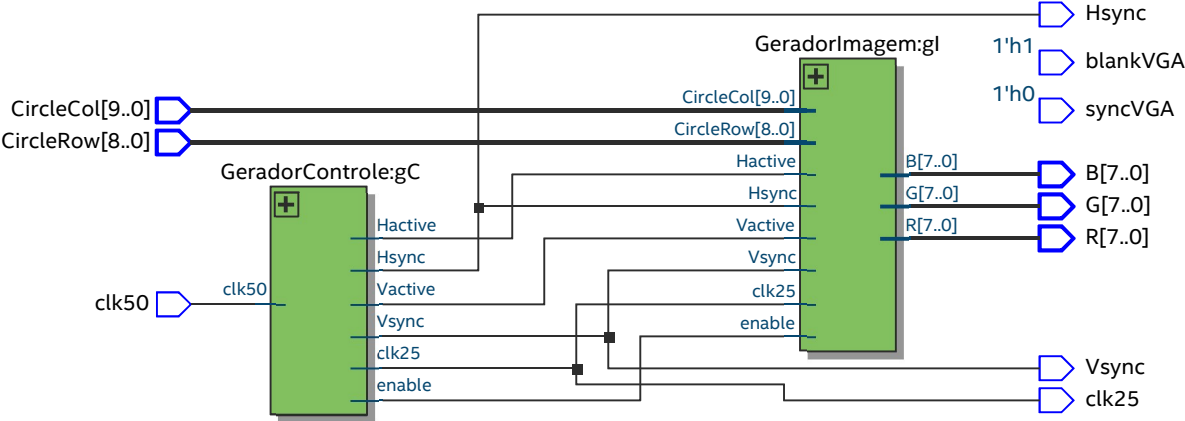 Hsync
GeradorImagem:gI
1'h1
blankVGA
CircleCol[9..0]
CircleCol[9..0]
1'h0
syncVGA
CircleRow[8..0]
CircleRow[8..0]
Hactive
B[7..0]
B[7..0]
GeradorControle:gC
Hsync
G[7..0]
G[7..0]
Hactive
Vactive
R[7..0]
R[7..0]
Hsync
Vsync
clk50
clk50
Vactive
clk25
Vsync
enable
clk25
Vsync
enable
clk25